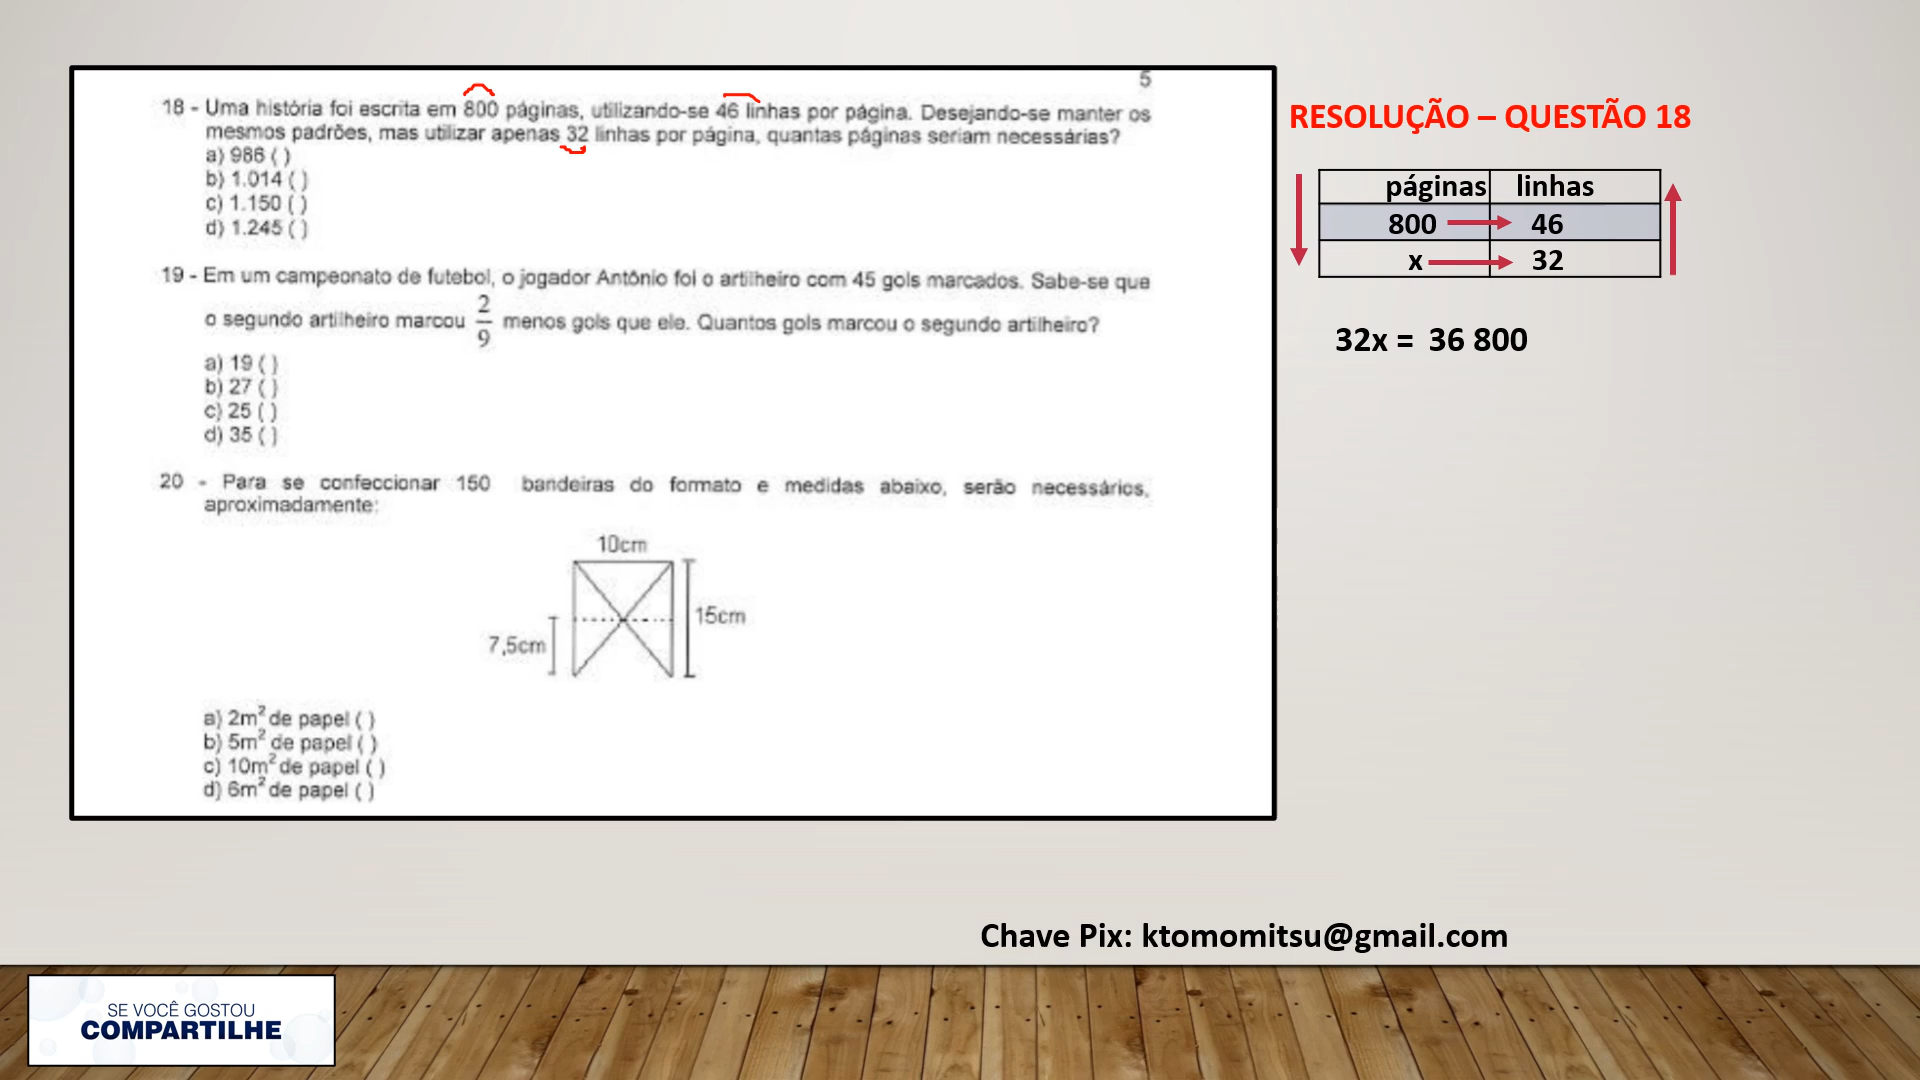 5
18 - Uma história foi escrita em 800 páginas, utilizando-se 46 linhas por página. Desejando-se manter os
mesmos padrões, mas utilizar apenas 32 linhas por página, quantas páginas seriam necessárias?
a) 986 ( )
b) 1.014 ( )
c) 1.150 ( )
d) 1.245 ( )
19 - Em um campeonato de futebol, o jogador Antônio foi o artilheiro com 45 gols marcados. Sabe-se que
o segundo artilheiro marcou 2/9 menos gols que ele. Quantos gols marcou o segundo artilheiro?
a) 19 ( )
b) 27 ( )
c) 25 ( )
d) 35 ( )
20 - Para se confeccionar 150 bandeiras do formato e medidas abaixo, serão necessários,
aproximadamente:
10cm
15cm
7,5cm
a) 2m² de papel ( )
b) 5m² de papel ( )
c) 10m² de papel ( )
d) 6m² de papel ( )
RESOLUÇÃO – QUESTÃO 18
páginas linhas
800 46
x 32
32x = 36 800
Chave Pix: ktomomitsu@gmail.com
SE VOCÊ GOSTOU
COMPARTILHE